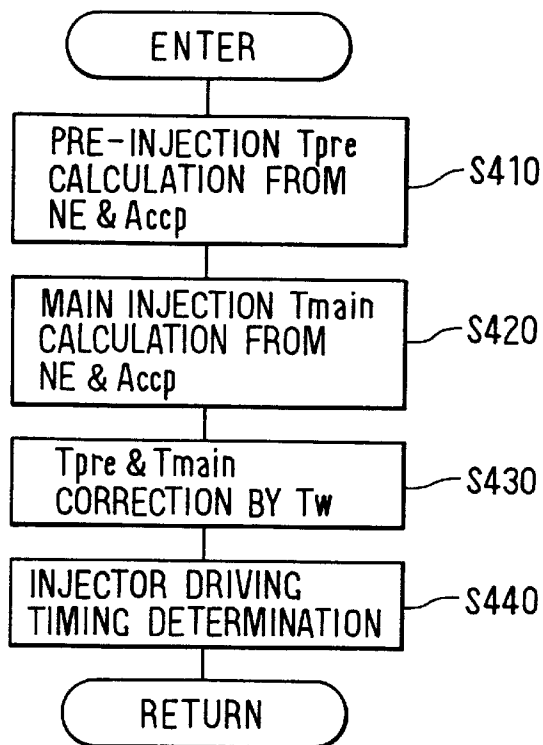 ENTER
PRE-INJECTION Tpre
CALCULATION FROM
NE & Accp
S410
MAIN INJECTION Tmain
CALCULATION FROM
NE & Accp
S420
Tpre & Tmain
CORRECTION BY Tw
S430
INJECTOR DRIVING
TIMING DETERMINATION
S440
RETURN